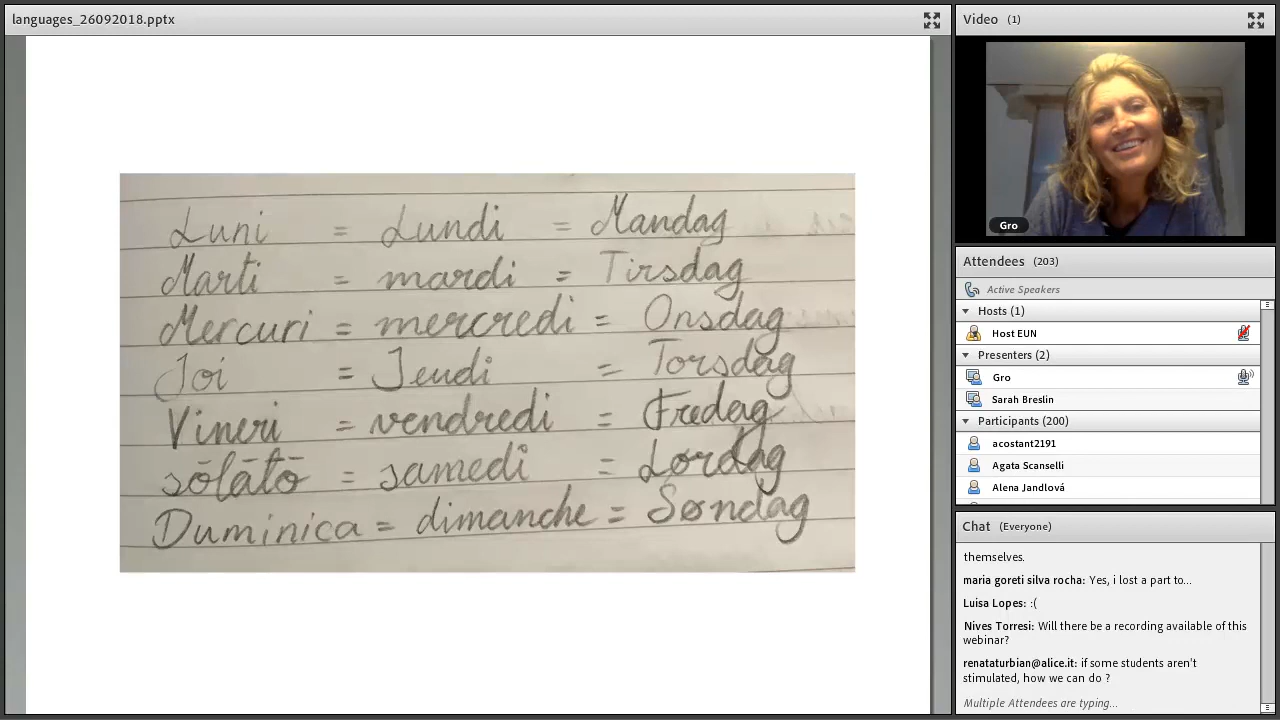 languages_26092018.pptx
Luni = Lundi = Mandag
Marti = mardi = Tirsdag
Mercuri = mercredi = Onsdag
Joi = Jeudi = Torsdag
Vineri = vendredi = Fredag
sōlātō = samedi = Lørdag
Duminica = dimanche = Søndag
Video (1)
Gro
Attendees (203)
Active Speakers
Hosts (1)
Host EUN
Presenters (2)
Gro
Sarah Breslin
Participants (200)
acostant2191
Agata Scanselli
Alena Jandlová
Chat (Everyone)
themselves.
maria goreti silva rocha: Yes, i lost a part to...
Luisa Lopes: :(
Nives Torresi: Will there be a recording available of this
webinar?
renataturbian@alice.it: if some students aren't
stimulated, how we can do ?
Multiple Attendees are typing...